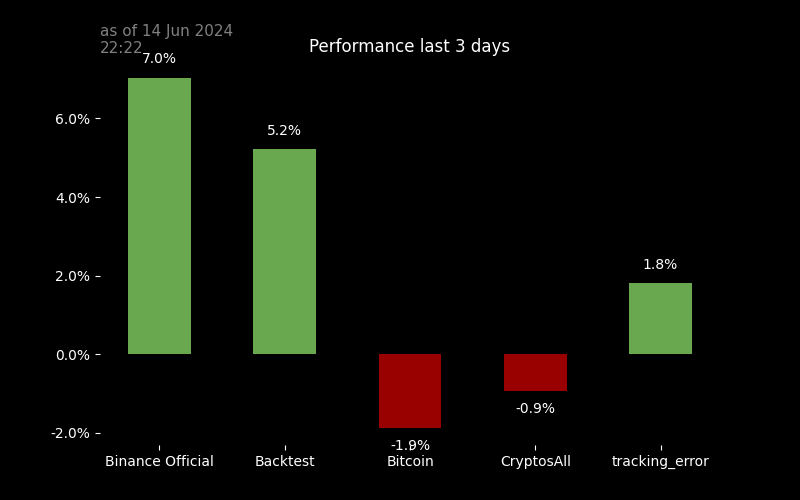 as of 14 Jun 2024
22:22
Performance last 3 days
7.0%
5.2%
-1.9%
-0.9%
1.8%
6.0%
4.0%
2.0%
0.0%
-2.0%
Binance Official
Backtest
Bitcoin
CryptosAll
tracking_error